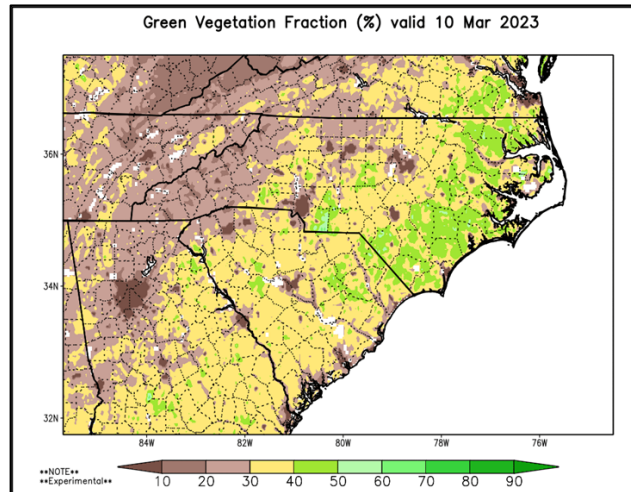 Green Vegetation Fraction (%) valid 10 Mar 2023
36N
34N
32N
84W 82W 80W 78W 76W
**NOTE**
**Experimental**
10 20 30 40 50 60 70 80 90